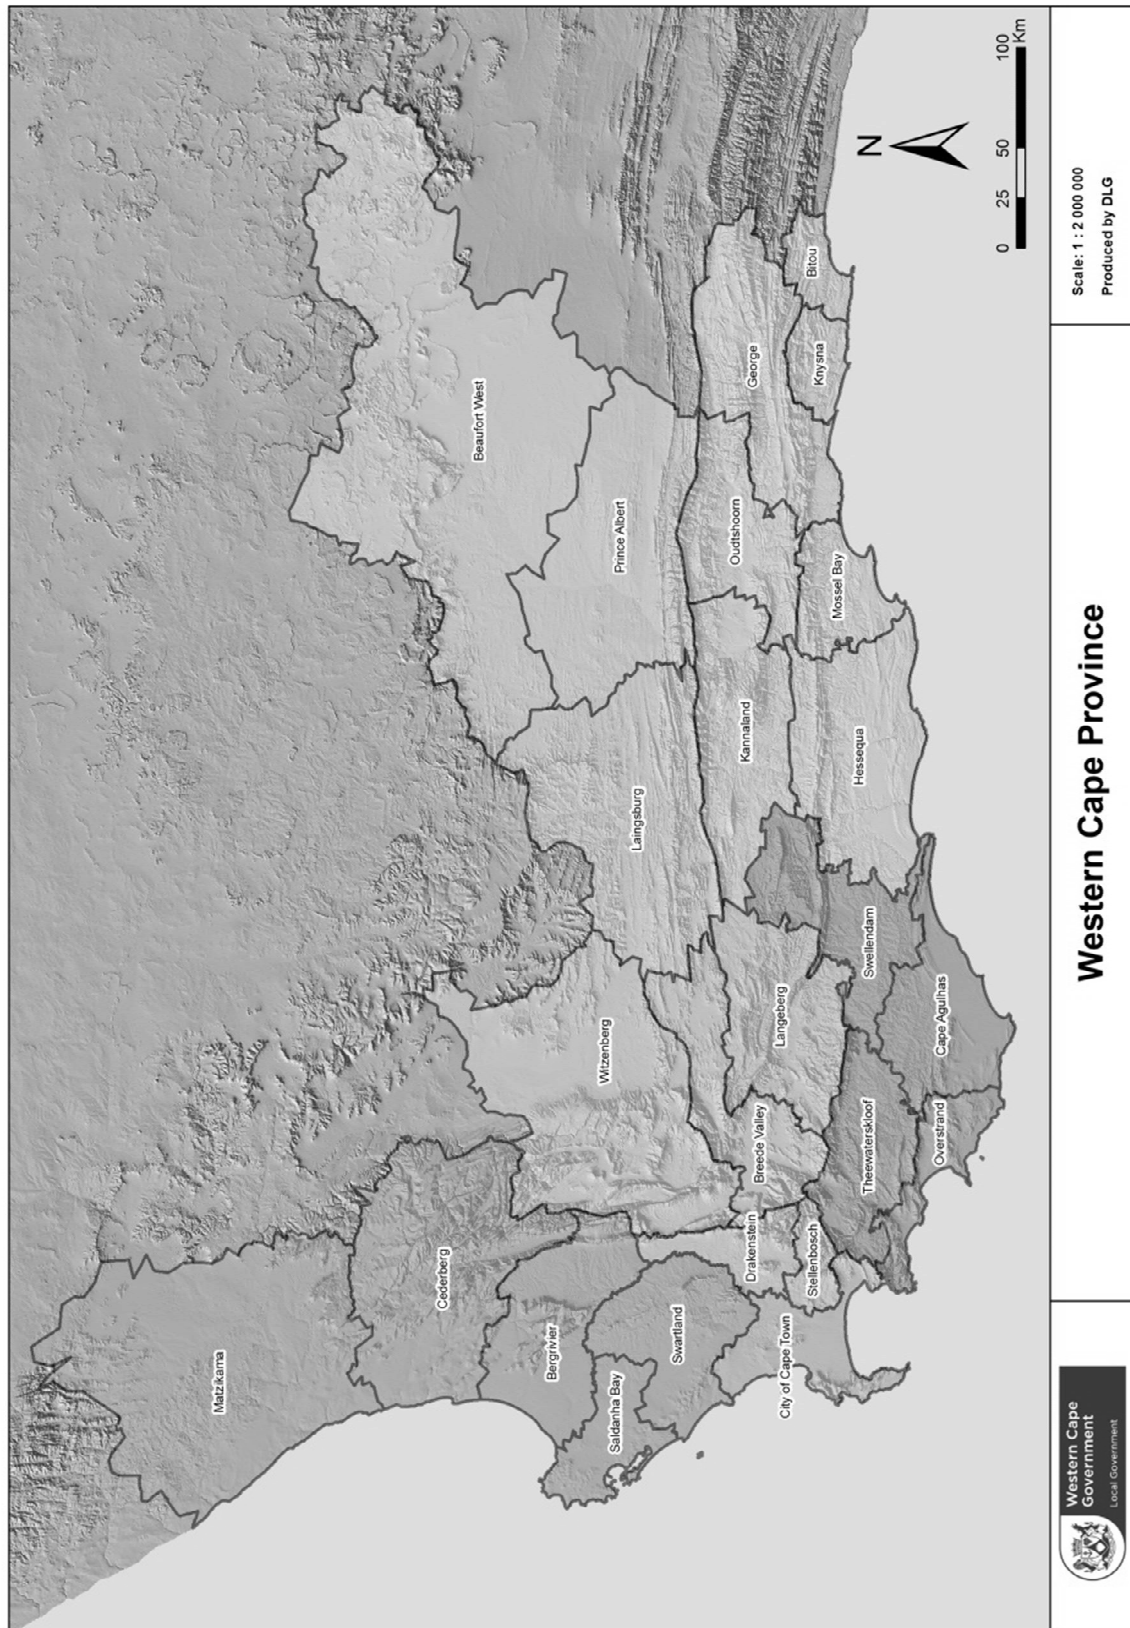 Matzikama
Cederberg
Bergrivier
Saldanha Bay
Swartland
City of Cape Town
Drakenstein
Stellenbosch
Witzenberg
Breede Valley
Langeberg
Theewaterskloof
Overstrand
Cape Agulhas
Swellendam
Laingsburg
Kannaland
Hessequa
Prince Albert
Beaufort West
Oudtshoorn
Mossel Bay
George
Knysna
Bitou
N
0 25 50 100
Km
Western Cape
Government
Local Government
Western Cape Province
Scale: 1 : 2 000 000
Produced by DLG